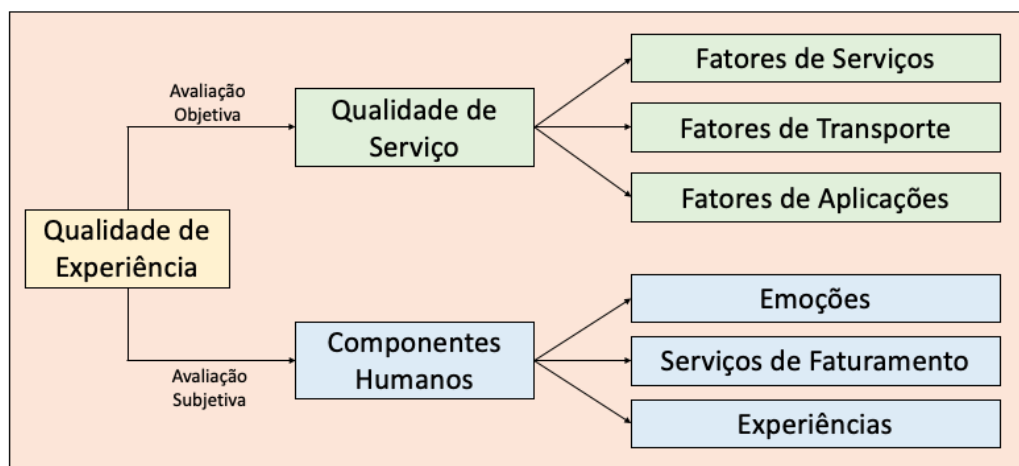 Qualidade de
Experiência
Avaliação
Objetiva
Qualidade de
Serviço
Fatores de Serviços
Fatores de Transporte
Fatores de Aplicações
Avaliação
Subjetiva
Componentes
Humanos
Emoções
Serviços de Faturamento
Experiências